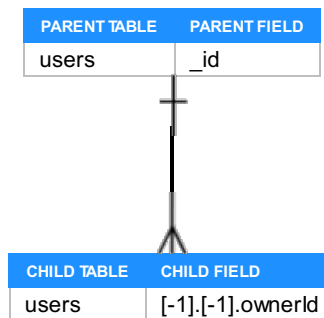 PARENT TABLE PARENT FIELD
users _id
CHILD TABLE CHILD FIELD
users [-1].[-1].ownerId